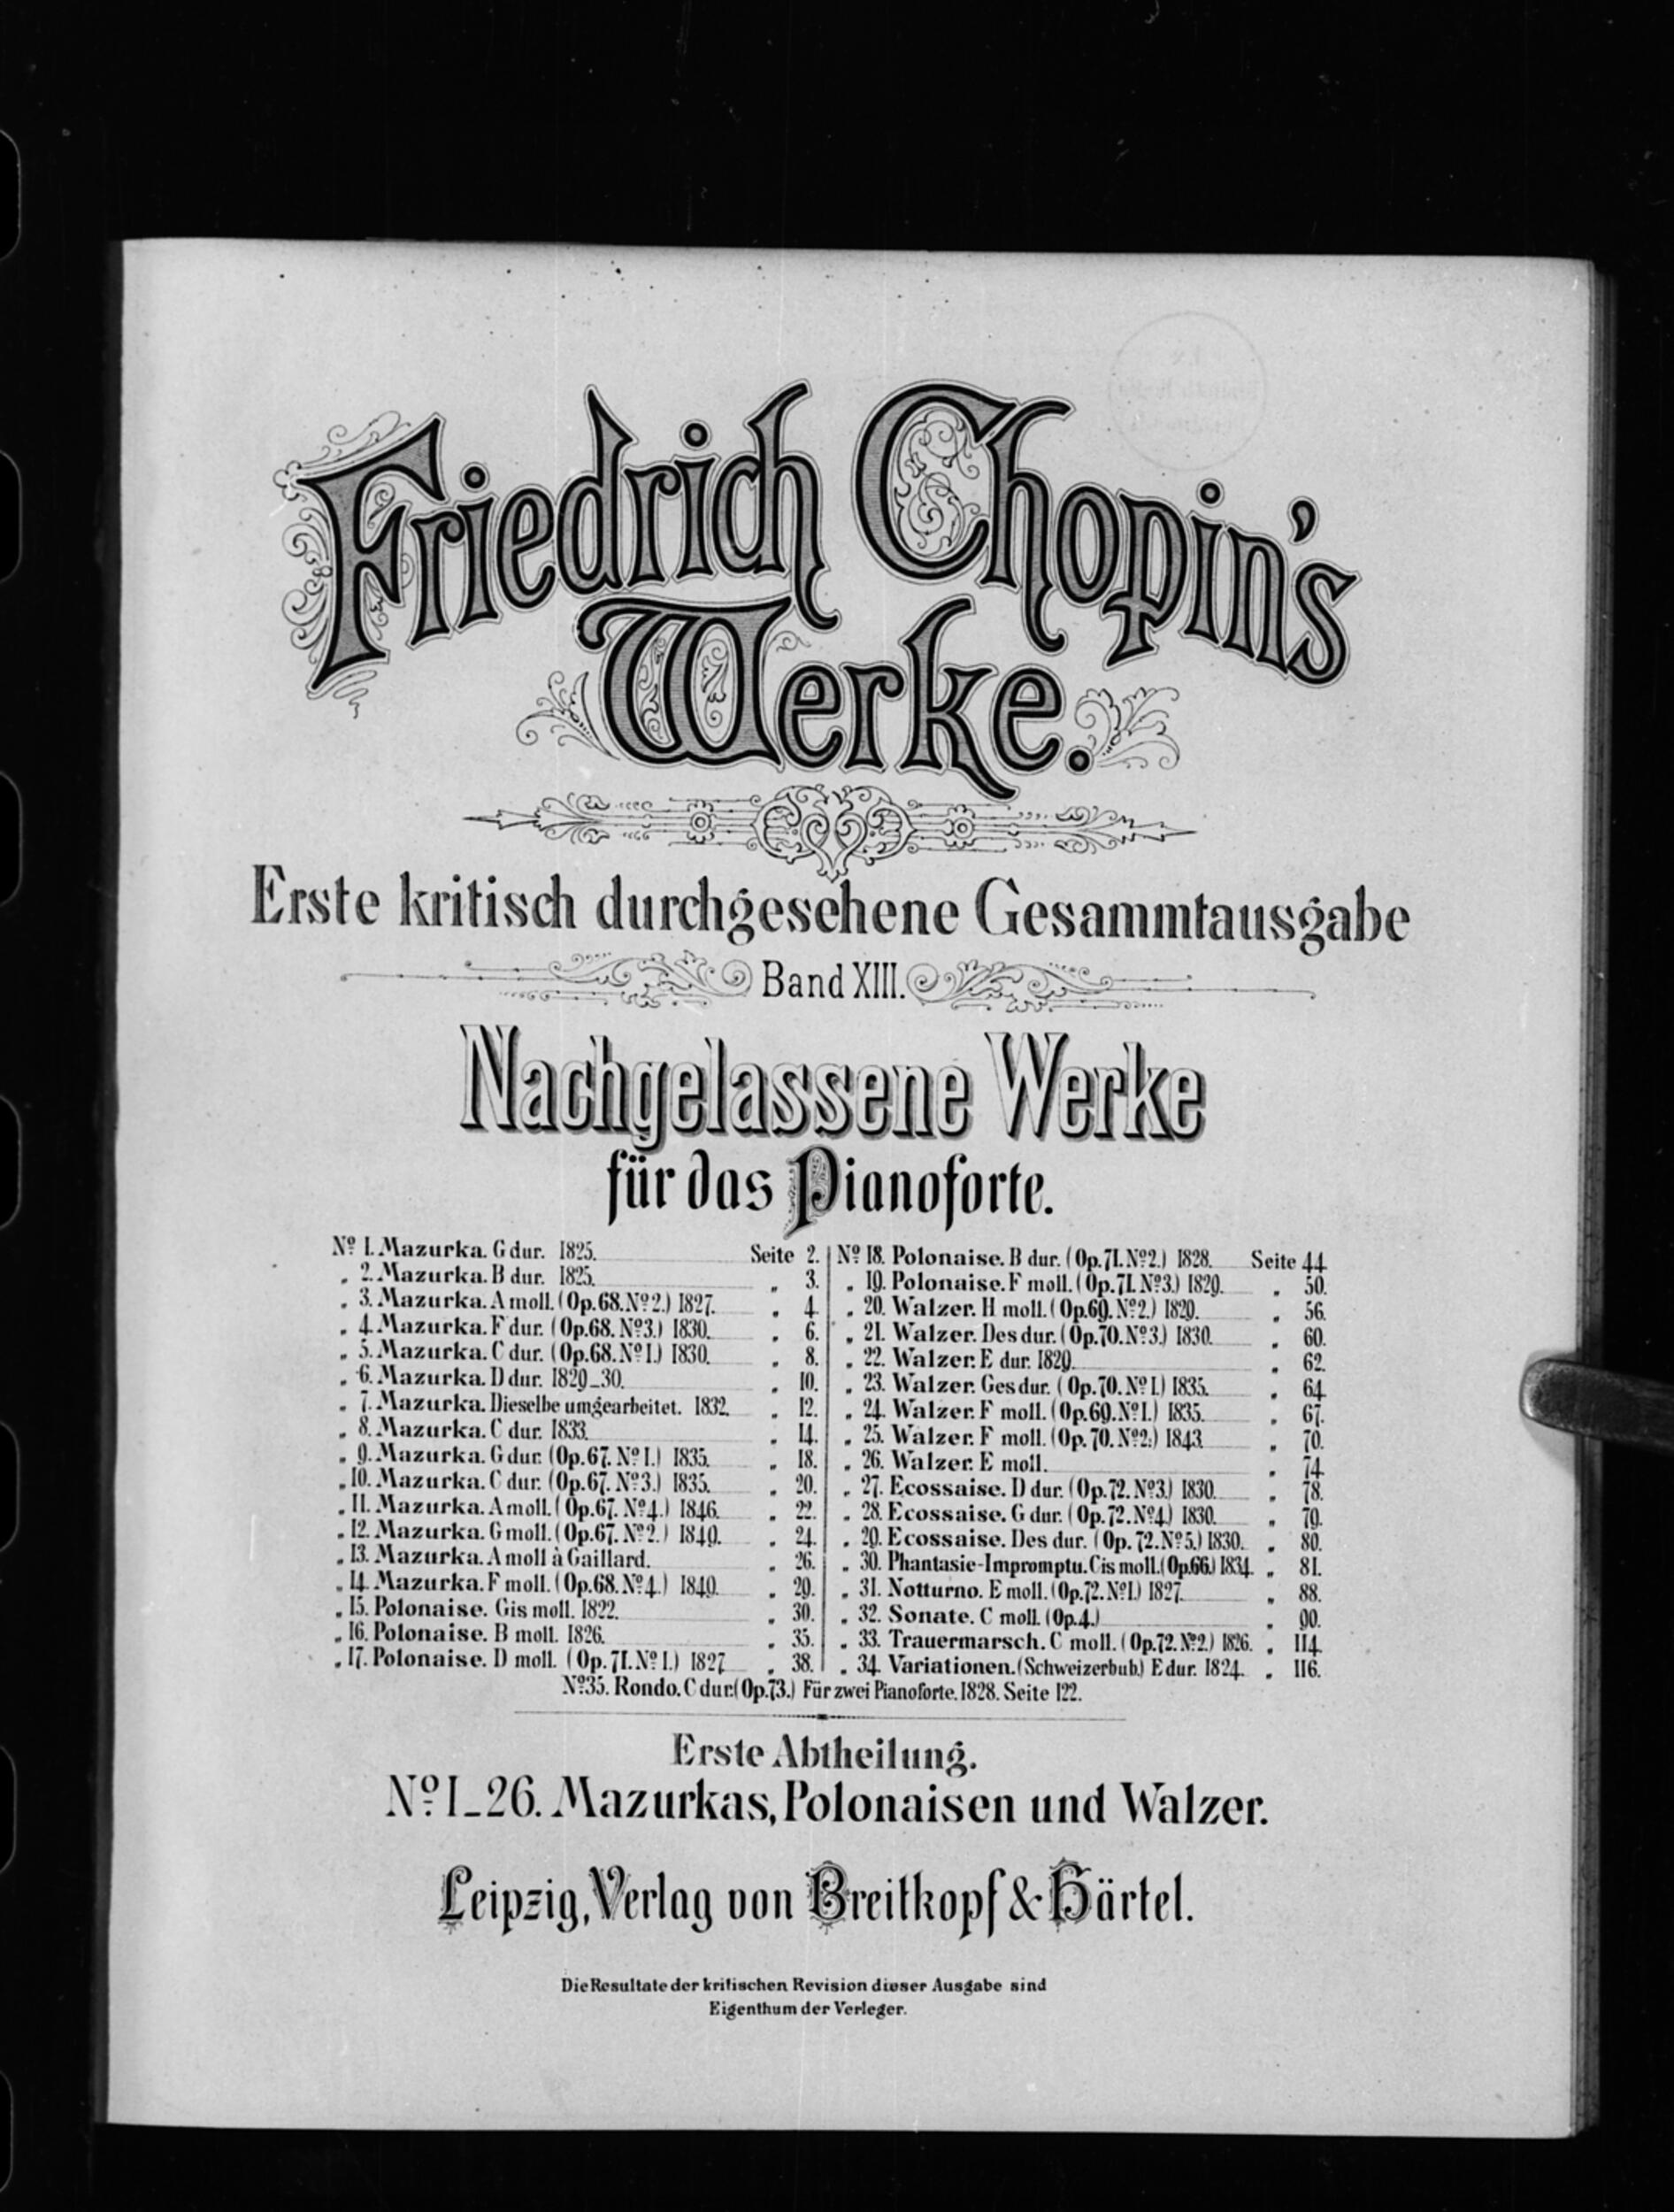 Friedrich Chopin's
Werke.
Erste kritisch durchgesehene Gesammtausgabe
Band XIII.
Nachgelassene Werke
für das Pianoforte.
Nº 1. Mazurka. G dur. 1825. Seite 2.
„ 2. Mazurka. B dur. 1825. „ 3.
„ 3. Mazurka. A moll. (Op. 68. Nº 2.) 1827. „ 4.
„ 4. Mazurka. F dur. (Op. 68. Nº 3.) 1830. „ 6.
„ 5. Mazurka. C dur. (Op. 68. Nº 1.) 1830. „ 8.
„ 6. Mazurka. D dur. 1829_30. „ 10.
„ 7. Mazurka. Dieselbe umgearbeitet. 1832. „ 12.
„ 8. Mazurka. C dur. 1833. „ 14.
„ 9. Mazurka. G dur. (Op. 67. Nº 1.) 1835. „ 18.
„ 10. Mazurka. C dur. (Op. 67. Nº 3.) 1835. „ 20.
„ 11. Mazurka. A moll. (Op. 67. Nº 4.) 1846. „ 22.
„ 12. Mazurka. G moll. (Op. 67. Nº 2.) 1849. „ 24.
„ 13. Mazurka. A moll à Gaillard. „ 26.
„ 14. Mazurka. F moll. (Op. 68. Nº 4.) 1849. „ 29.
„ 15. Polonaise. Gis moll. 1822. „ 30.
„ 16. Polonaise. B moll. 1826. „ 35.
„ 17. Polonaise. D moll. (Op. 71. Nº 1.) 1827. „ 38.
Nº 18. Polonaise. B dur. (Op. 71. Nº 2.) 1828. Seite 44.
„ 19. Polonaise. F moll. (Op. 71. Nº 3.) 1829. „ 50.
„ 20. Walzer. H moll. (Op. 69. Nº 2.) 1829. „ 56.
„ 21. Walzer. Des dur. (Op. 70. Nº 3.) 1830. „ 60.
„ 22. Walzer. E dur. 1829. „ 62.
„ 23. Walzer. Ges dur. (Op. 70. Nº 1.) 1835. „ 64.
„ 24. Walzer. F moll. (Op. 69. Nº 1.) 1835. „ 67.
„ 25. Walzer. F moll. (Op. 70. Nº 2.) 1843. „ 70.
„ 26. Walzer. E moll. „ 74.
„ 27. Ecossaise. D dur. (Op. 72. Nº 3.) 1830. „ 78.
„ 28. Ecossaise. G dur. (Op. 72. Nº 4.) 1830. „ 79.
„ 29. Ecossaise. Des dur. (Op. 72. Nº 5.) 1830. „ 80.
„ 30. Phantasie-Impromptu. Cis moll. (Op. 66.) 1834. „ 81.
„ 31. Notturno. E moll. (Op. 72. Nº 1.) 1827. „ 88.
„ 32. Sonate. C moll. (Op. 4.) „ 90.
„ 33. Trauermarsch. C moll. (Op. 72. Nº 2.) 1826. „ 114.
„ 34. Variationen. (Schweizerbub.) E dur. 1824. „ 116.
Nº 35. Rondo. C dur. (Op. 73.) Für zwei Pianoforte. 1828. Seite 122.
Erste Abtheilung.
Nº 1_26. Mazurkas, Polonaisen und Walzer.
Leipzig, Verlag von Breitkopf & Härtel.
Die Resultate der kritischen Revision dieser Ausgabe sind
Eigenthum der Verleger.